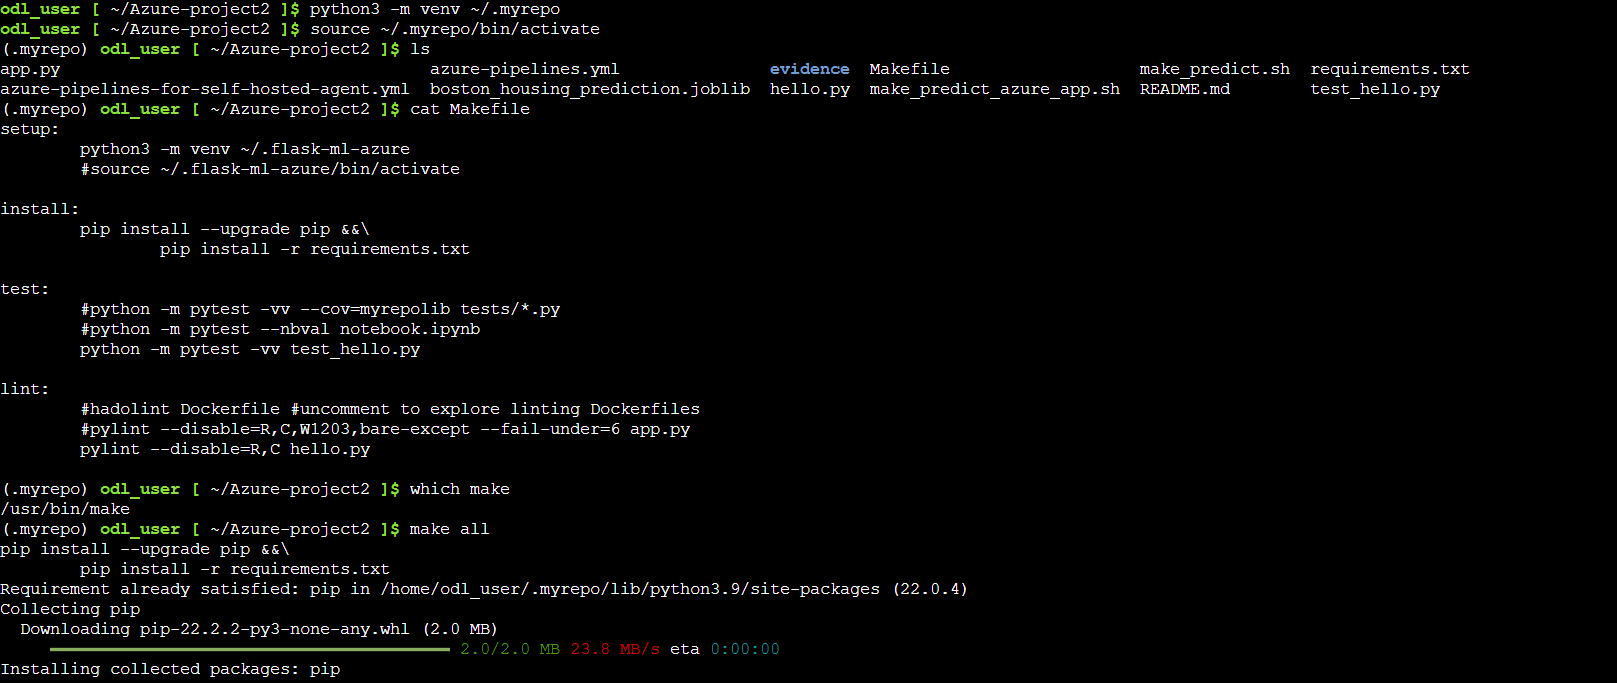 odl_user [ ~/Azure-project2 ]$ python3 -m venv ~/.myrepo
odl_user [ ~/Azure-project2 ]$ source ~/.myrepo/bin/activate
(.myrepo) odl_user [ ~/Azure-project2 ]$ ls
app.py azure-pipelines.yml evidence Makefile make_predict.sh requirements.txt
azure-pipelines-for-self-hosted-agent.yml boston_housing_prediction.joblib hello.py make_predict_azure_app.sh README.md test_hello.py
(.myrepo) odl_user [ ~/Azure-project2 ]$ cat Makefile
setup:
        python3 -m venv ~/.flask-ml-azure
        #source ~/.flask-ml-azure/bin/activate
install:
        pip install --upgrade pip &&\
                pip install -r requirements.txt
test:
        #python -m pytest -vv --cov=myrepolib tests/*.py
        #python -m pytest --nbval notebook.ipynb
        python -m pytest -vv test_hello.py
lint:
        #hadolint Dockerfile #uncomment to explore linting Dockerfiles
        #pylint --disable=R,C,W1203,bare-except --fail-under=6 app.py
        pylint --disable=R,C hello.py
(.myrepo) odl_user [ ~/Azure-project2 ]$ which make
/usr/bin/make
(.myrepo) odl_user [ ~/Azure-project2 ]$ make all
pip install --upgrade pip &&\
        pip install -r requirements.txt
Requirement already satisfied: pip in /home/odl_user/.myrepo/lib/python3.9/site-packages (22.0.4)
Collecting pip
  Downloading pip-22.2.2-py3-none-any.whl (2.0 MB)
2.0/2.0 MB 23.8 MB/s eta 0:00:00
Installing collected packages: pip